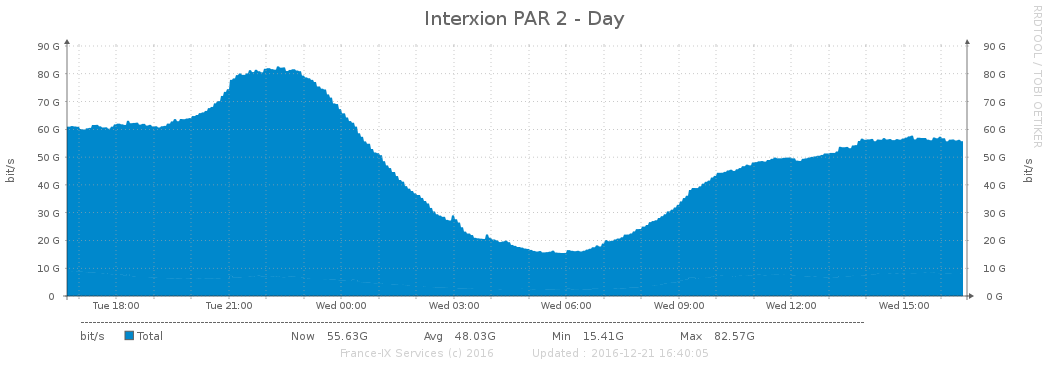 Interxion PAR 2 - Day
RRDTOOL / TOBI OETIKER
90 G 90 G
80 G 80 G
70 G 70 G
60 G 60 G
50 G 50 G
40 G 40 G
30 G 30 G
20 G 20 G
10 G 10 G
0 0 G
bit/s bit/s
Tue 18:00 Tue 21:00 Wed 00:00 Wed 03:00 Wed 06:00 Wed 09:00 Wed 12:00 Wed 15:00
bit/s Total Now 55.63G Avg 48.03G Min 15.41G Max 82.57G
France-IX Services (c) 2016 Updated : 2016-12-21 16:40:05